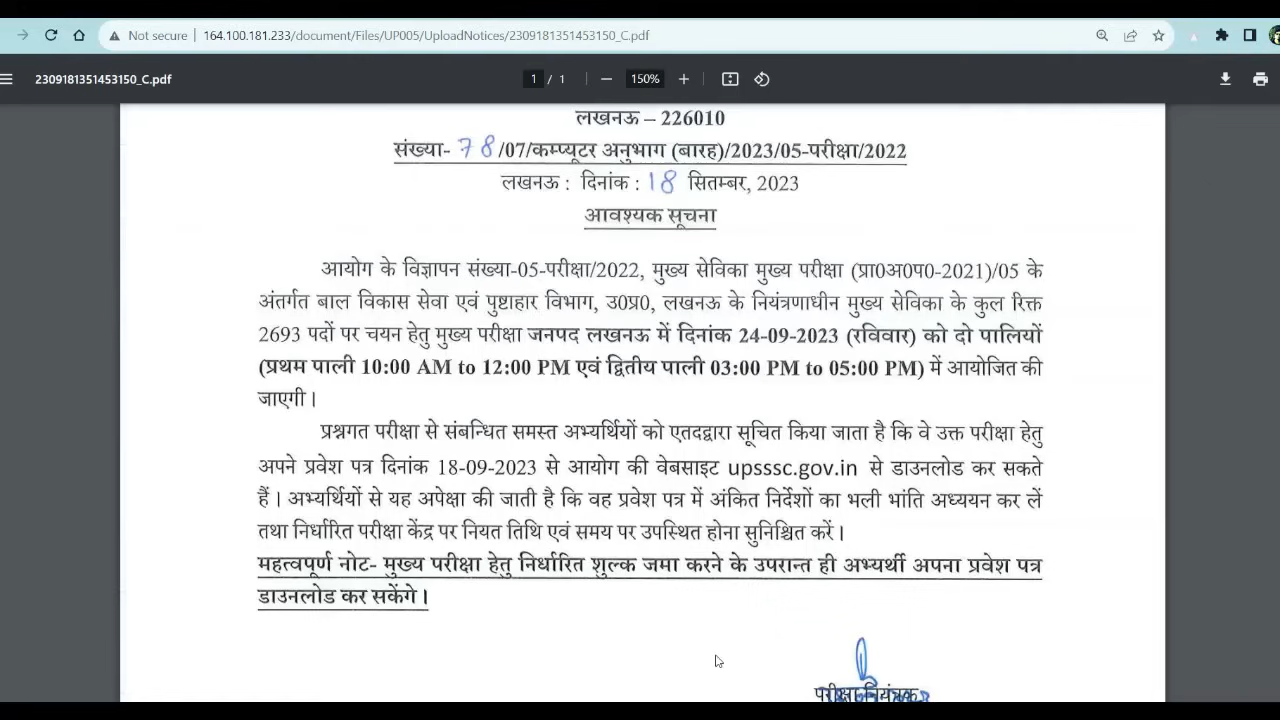 Not secure | 164.100.181.233/document/Files/UP005/UploadNotices/2309181351453150_C.pdf
2309181351453150_C.pdf 1 / 1 − 150% +
लखनऊ – 226010
संख्या- 78/07/कम्प्यूटर अनुभाग (बारह)/2023/05-परीक्षा/2022
लखनऊ : दिनांक : 18 सितम्बर, 2023
आवश्यक सूचना
आयोग के विज्ञापन संख्या-05-परीक्षा/2022, मुख्य सेविका मुख्य परीक्षा (प्रा0अ0प0-2021)/05 के
अंतर्गत बाल विकास सेवा एवं पुष्टाहार विभाग, उ0प्र0, लखनऊ के नियंत्रणाधीन मुख्य सेविका के कुल रिक्त
2693 पदों पर चयन हेतु मुख्य परीक्षा जनपद लखनऊ में दिनांक 24-09-2023 (रविवार) को दो पालियों
(प्रथम पाली 10:00 AM to 12:00 PM एवं द्वितीय पाली 03:00 PM to 05:00 PM) में आयोजित की
जाएगी।
प्रश्नगत परीक्षा से संबन्धित समस्त अभ्यर्थियों को एतदद्वारा सूचित किया जाता है कि वे उक्त परीक्षा हेतु
अपने प्रवेश पत्र दिनांक 18-09-2023 से आयोग की वेबसाइट upsssc.gov.in से डाउनलोड कर सकते
हैं। अभ्यर्थियों से यह अपेक्षा की जाती है कि वह प्रवेश पत्र में अंकित निर्देशों का भली भांति अध्ययन कर लें
तथा निर्धारित परीक्षा केंद्र पर नियत तिथि एवं समय पर उपस्थित होना सुनिश्चित करें।
महत्वपूर्ण नोट- मुख्य परीक्षा हेतु निर्धारित शुल्क जमा करने के उपरान्त ही अभ्यर्थी अपना प्रवेश पत्र
डाउनलोड कर सकेंगे।
परीक्षा नियंत्रक